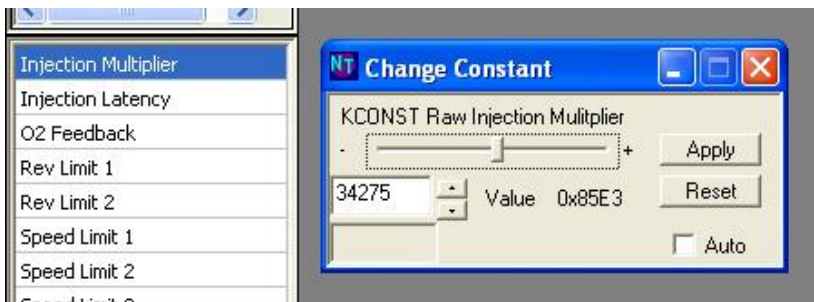 Injection Multiplier
Injection Latency
O2 Feedback
Rev Limit 1
Rev Limit 2
Speed Limit 1
Speed Limit 2
NT Change Constant
KCONST Raw Injection Mulitplier
- +
Apply
34275 Value 0x85E3 Reset
Auto